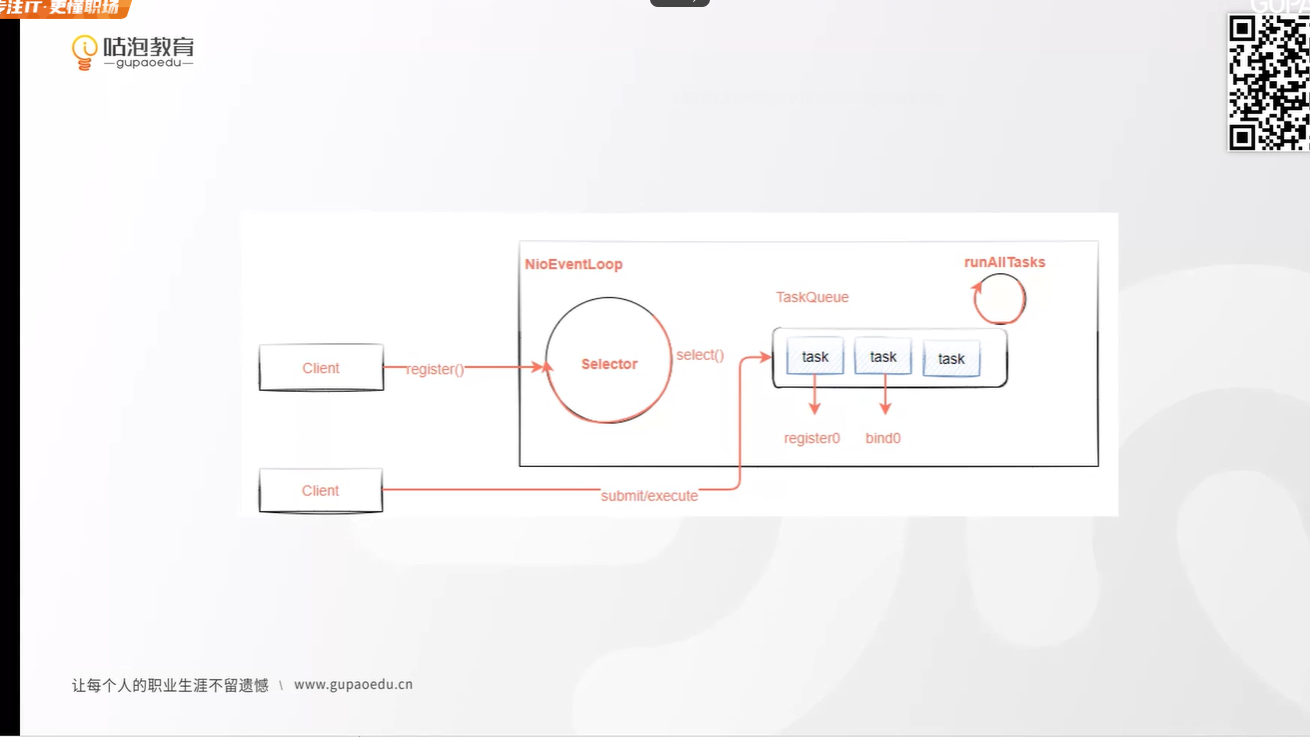 专注IT·更懂职场
GUPA
咕泡教育
gupaoedu
NioEventLoop
runAllTasks
TaskQueue
Selector
select()
task
task
task
Client
register()
register0
bind0
Client
submit/execute
让每个人的职业生涯不留遗憾 \ www.gupaoedu.cn